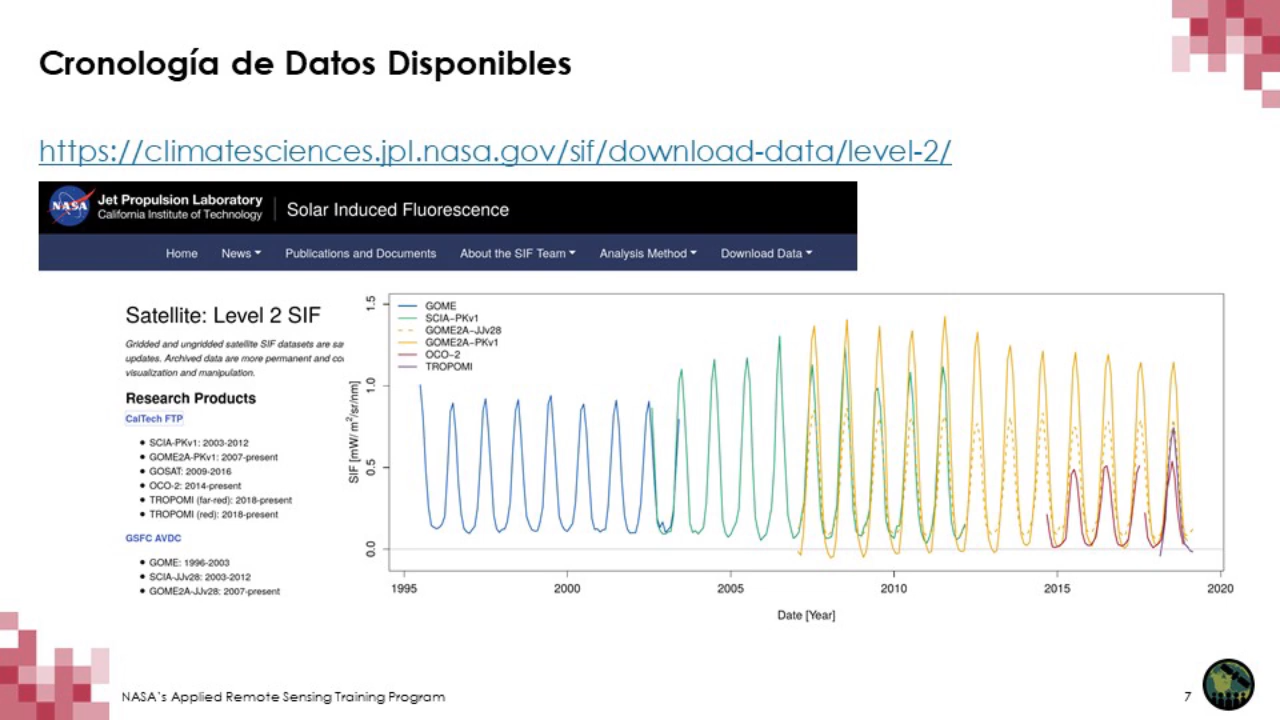 Cronología de Datos Disponibles
https://climatesciences.jpl.nasa.gov/sif/download-data/level-2/
NASA
Jet Propulsion Laboratory
California Institute of Technology
Solar Induced Fluorescence
Home News Publications and Documents About the SIF Team Analysis Method Download Data
Satellite: Level 2 SIF
Gridded and ungridded satellite SIF datasets are
updates. Archived data are more permanent and
visualization and manipulation.
Research Products
CalTech FTP
• SCIA-PKv1: 2003-2012
• GOME2A-PKv1: 2007-present
• GOSAT: 2009-2016
• OCO-2: 2014-present
• TROPOMI (far-red): 2018-present
• TROPOMI (red): 2018-present
GSFC AVDC
• GOME: 1996-2003
• SCIA-JJv28: 2003-2012
• GOME2A-JJv28: 2007-present
GOME
SCIA−PKv1
GOME2A−JJv28
GOME2A−PKv1
OCO−2
TROPOMI
SIF [mW/ m²/sr/nm]
1.5
1.0
0.5
0.0
1995 2000 2005 2010 2015 2020
Date [Year]
NASA's Applied Remote Sensing Training Program
7